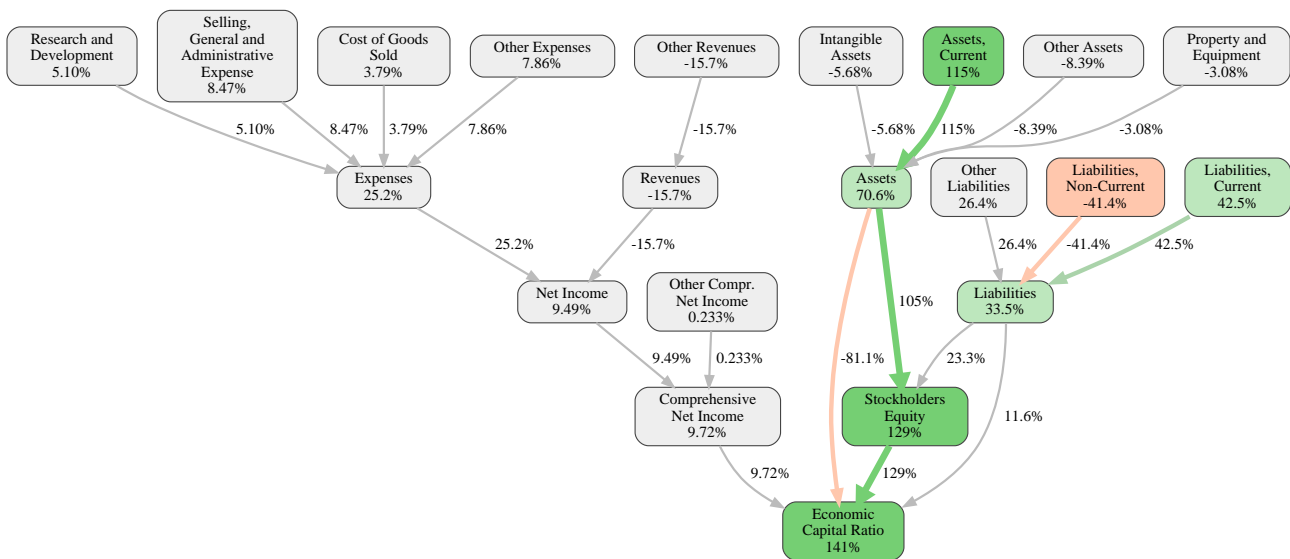 Research and
Development
5.10%
Selling,
General and
Administrative
Expense
8.47%
Cost of Goods
Sold
3.79%
Other Expenses
7.86%
Other Revenues
-15.7%
Intangible
Assets
-5.68%
Assets,
Current
115%
Other Assets
-8.39%
Property and
Equipment
-3.08%
5.10%
8.47%
3.79%
7.86%
-15.7%
-5.68%
115%
-8.39%
-3.08%
Expenses
25.2%
Revenues
-15.7%
Assets
70.6%
Other
Liabilities
26.4%
Liabilities,
Non-Current
-41.4%
Liabilities,
Current
42.5%
25.2%
-15.7%
26.4%
-41.4%
42.5%
Net Income
9.49%
Other Compr.
Net Income
0.233%
105%
Liabilities
33.5%
9.49%
0.233%
-81.1%
23.3%
Comprehensive
Net Income
9.72%
Stockholders
Equity
129%
11.6%
9.72%
129%
Economic
Capital Ratio
141%